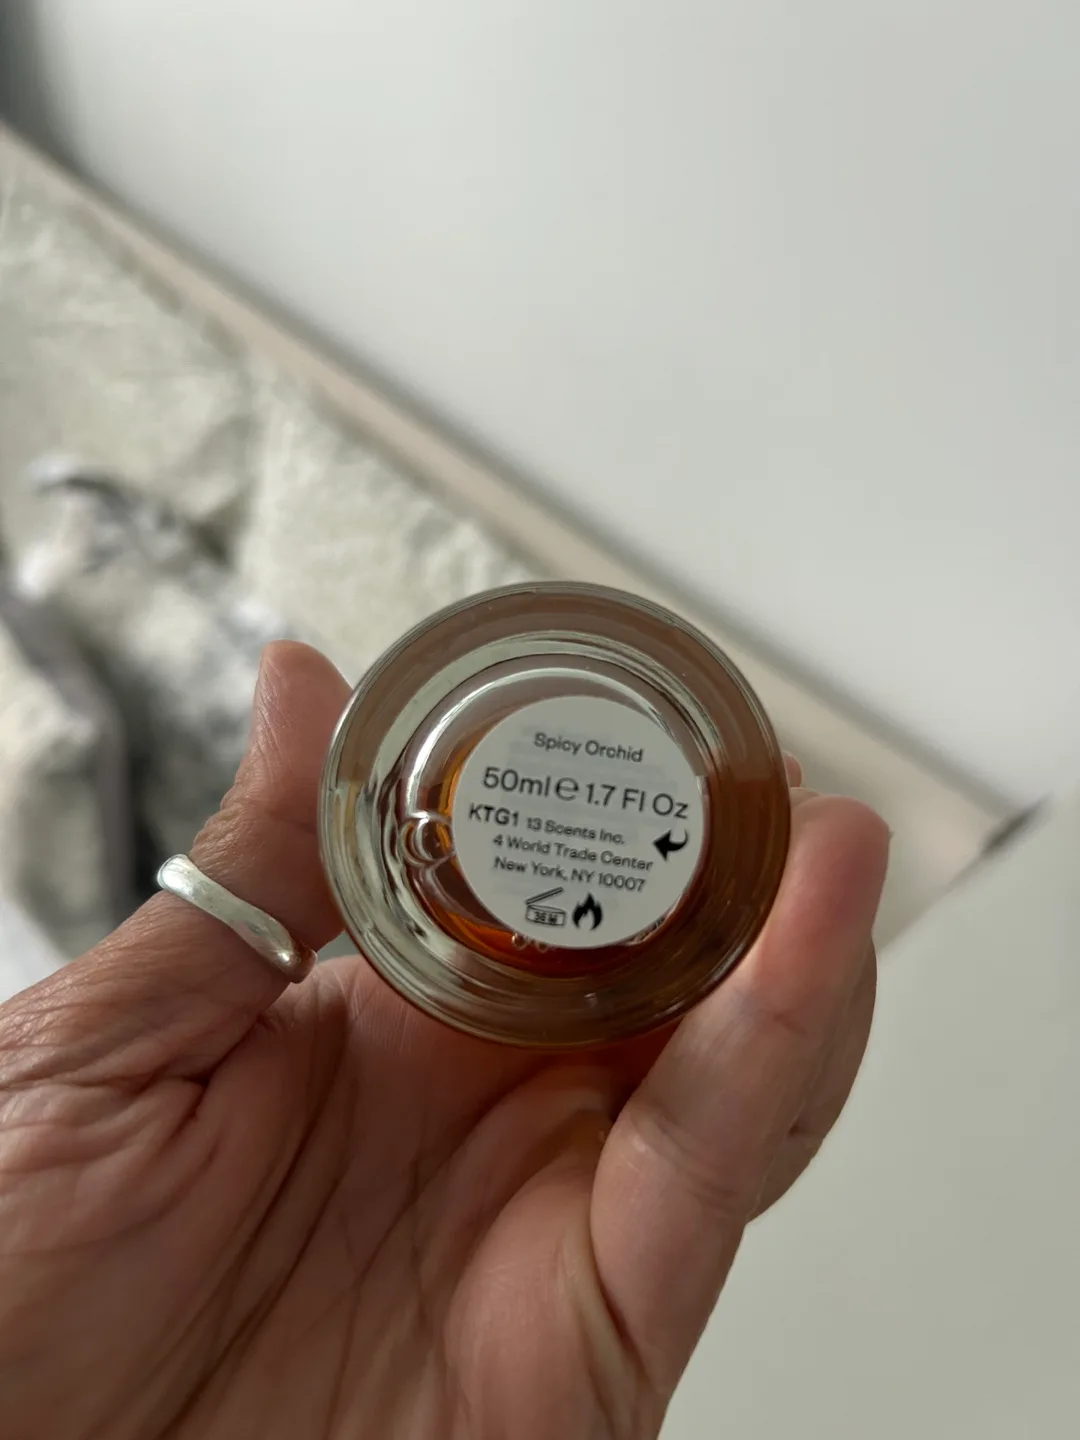 Spicy Orchid
50ml ℮ 1.7 Fl Oz
KTG1 13 Scents Inc.
4 World Trade Center
New York, NY 10007
36 M